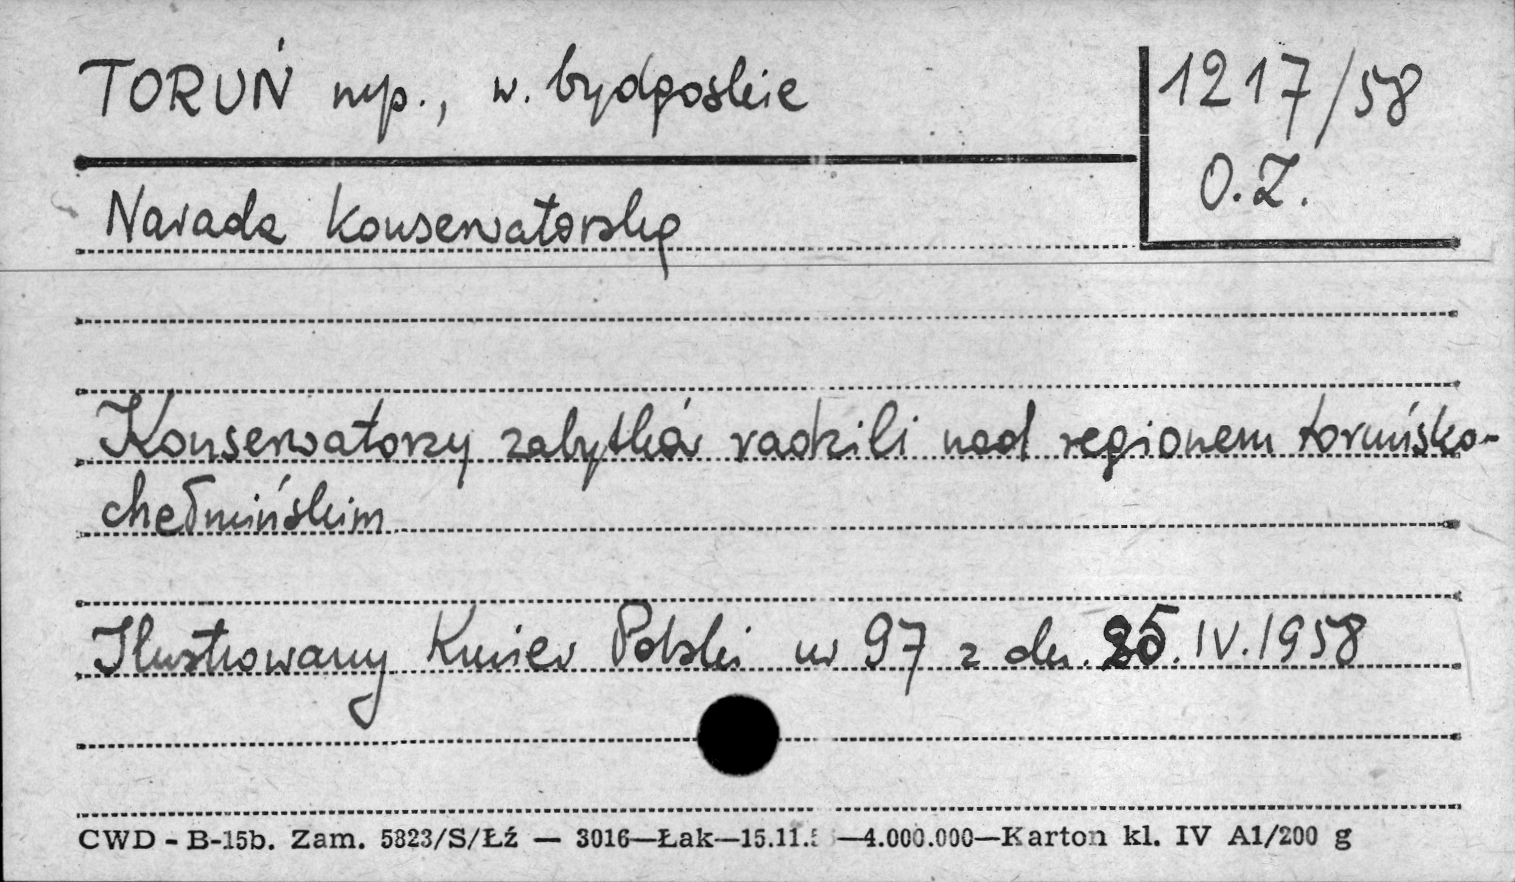 TORUŃ mp., w. bydgoskie
1217/58
O.Z.
Narada Konserwatorska
Konserwatorzy zabytków radzili nad regionem toruńsko-
chełmińskim
Ilustrowany Kurier Polski nr 97 z dn. 25. IV. 1958
CWD - B-15b. Zam. 5823/S/Łź — 3016—Łak—15.11. —4.000.000—Karton kl. IV A1/200 g